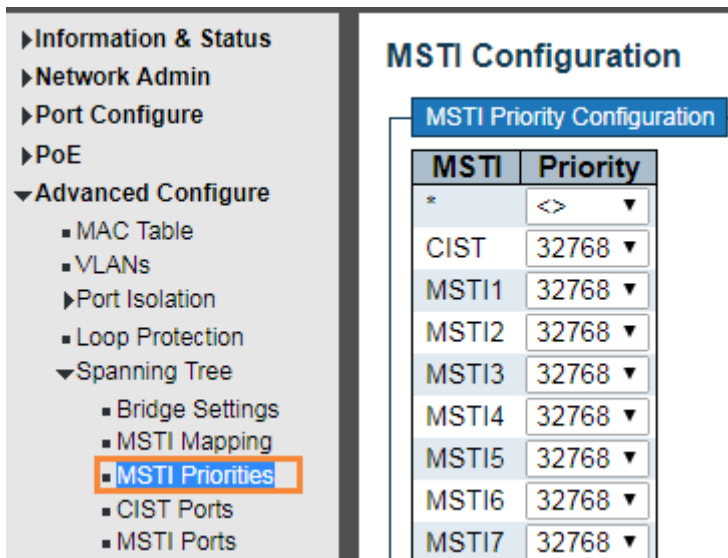 Information & Status
Network Admin
Port Configure
PoE
Advanced Configure
MAC Table
VLANs
Port Isolation
Loop Protection
Spanning Tree
Bridge Settings
MSTI Mapping
MSTI Priorities
CIST Ports
MSTI Ports
MSTI Configuration
MSTI Priority Configuration
MSTI Priority
* <>
CIST 32768
MSTI1 32768
MSTI2 32768
MSTI3 32768
MSTI4 32768
MSTI5 32768
MSTI6 32768
MSTI7 32768